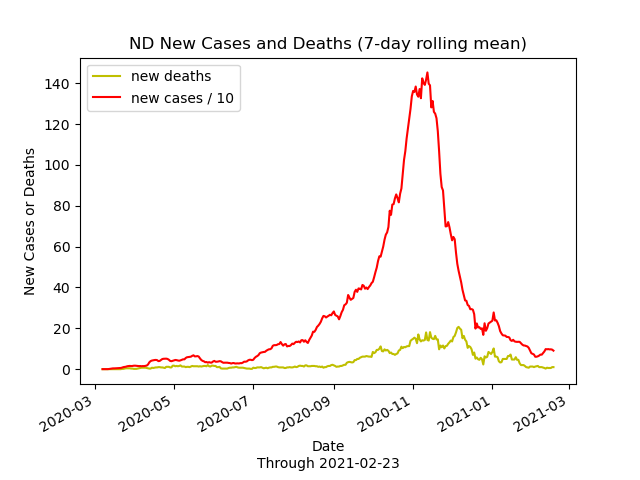 ND New Cases and Deaths (7-day rolling mean)
new deaths
new cases / 10
New Cases or Deaths
140
120
100
80
60
40
20
0
2020-03
2020-05
2020-07
2020-09
2020-11
2021-01
2021-03
Date
Through 2021-02-23